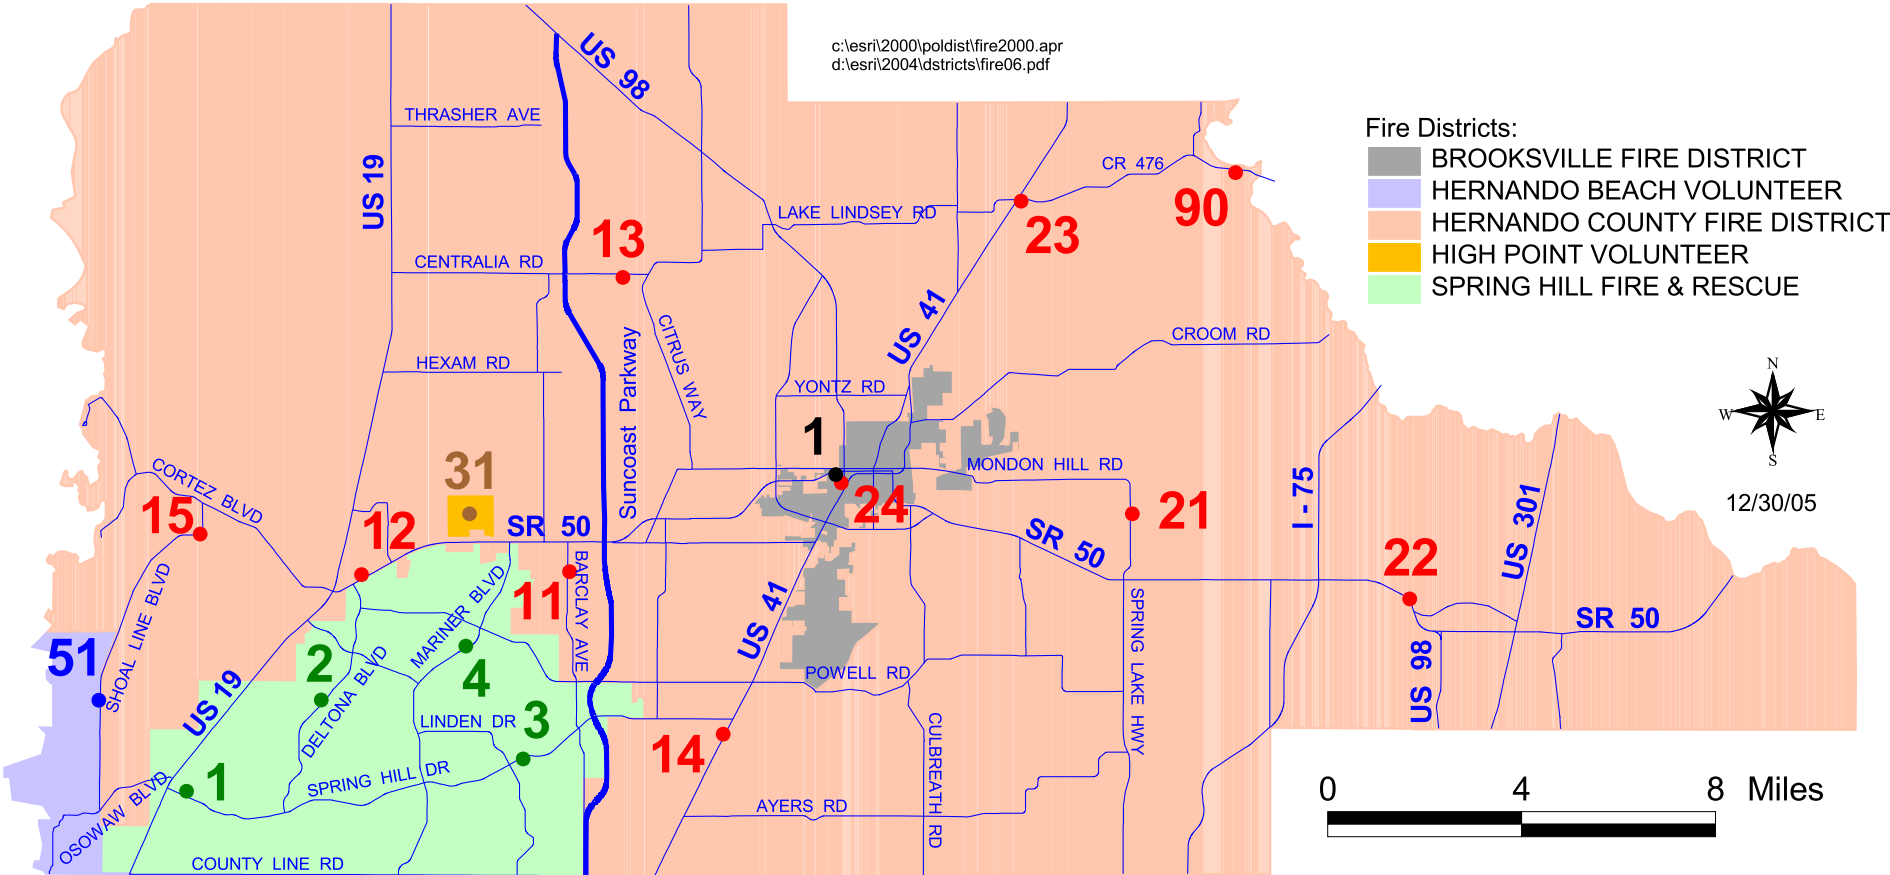 c:\esri\2000\poldist\fire2000.apr
d:\esri\2004\dstricts\fire06.pdf
US 98
THRASHER AVE
US 19
Fire Districts:
BROOKSVILLE FIRE DISTRICT
HERNANDO BEACH VOLUNTEER
HERNANDO COUNTY FIRE DISTRICT
HIGH POINT VOLUNTEER
SPRING HILL FIRE & RESCUE
CR 476
90
LAKE LINDSEY RD
23
13
CENTRALIA RD
US 41
CROOM RD
CITRUS WAY
Suncoast Parkway
HEXAM RD
YONTZ RD
N
W
E
S
12/30/05
1
31
MONDON HILL RD
CORTEZ BLVD
15
12
SR 50
24
21
I - 75
US 301
SR 50
22
11
BARCLAY AVE
MARINER BLVD
SHOAL LINE BLVD
51
2
4
US 41
SPRING LAKE HWY
SR 50
US 98
POWELL RD
US 19
DELTONA BLVD
LINDEN DR
3
14
CULBREATH RD
1
SPRING HILL DR
OSOWAW BLVD
AYERS RD
0
4
8
Miles
COUNTY LINE RD